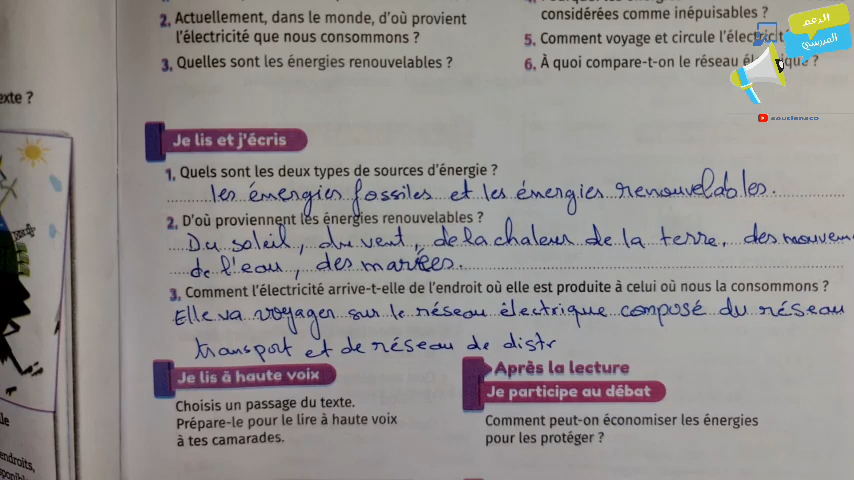 2. Actuellement, dans le monde, d'où provient
l'électricité que nous consommons ?
3. Quelles sont les énergies renouvelables ?
considérées comme inépuisables ?
5. Comment voyage et circule l'électricité
6. À quoi compare-t-on le réseau électrique ?
الدعم
المدرسي
soustensco
exte ?
Je lis et j'écris
1. Quels sont les deux types de sources d'énergie ?
les énergies fossiles et les énergies renouvelables.
2. D'où proviennent les énergies renouvelables ?
Du soleil, du vent, de la chaleur de la terre, des mouvem
de l'eau, des marées.
3. Comment l'électricité arrive-t-elle de l'endroit où elle est produite à celui où nous la consommons ?
Elle va voyager sur le réseau électrique composé du réseau
transport et de réseau de distr
Je lis à haute voix
Choisis un passage du texte.
Prépare-le pour le lire à haute voix
à tes camarades.
Après la lecture
Je participe au débat
Comment peut-on économiser les énergies
pour les protéger ?
le
endroits,